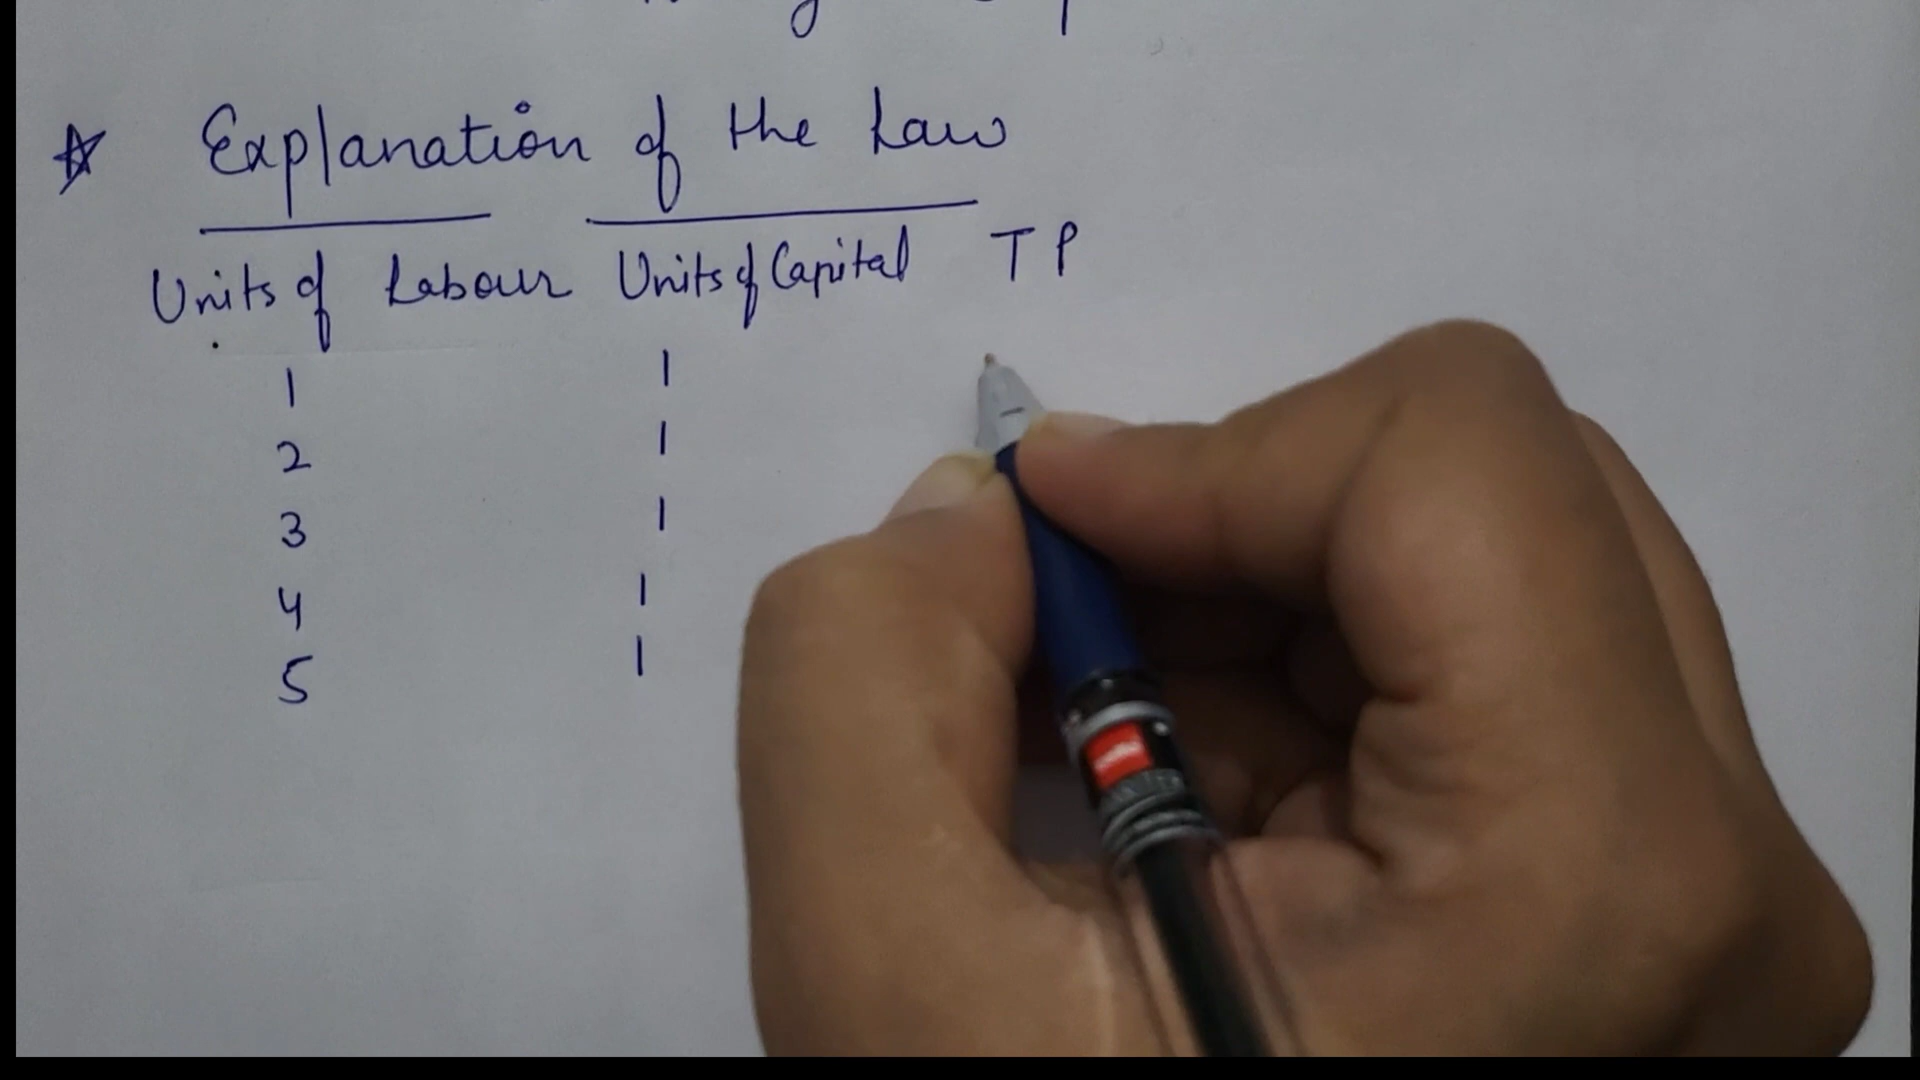 ☆ Explanation of the Law
Units of Labour Units of Capital TP
1 1
2 1
3 1
4 1
5 1